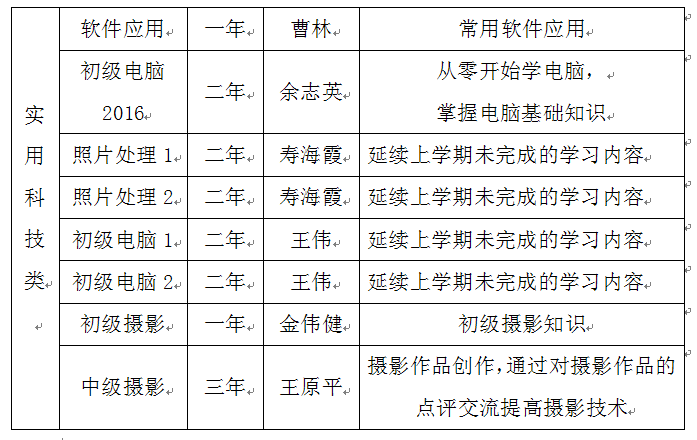 实用科技类
软件应用 一年 曹林 常用软件应用
初级电脑
2016 二年 余志英 从零开始学电脑，
掌握电脑基础知识
照片处理 1 二年 寿海霞 延续上学期未完成的学习内容
照片处理 2 二年 寿海霞 延续上学期未完成的学习内容
初级电脑 1 二年 王伟 延续上学期未完成的学习内容
初级电脑 2 二年 王伟 延续上学期未完成的学习内容
初级摄影 一年 金伟健 初级摄影知识
中级摄影 三年 王原平 摄影作品创作，通过对摄影作品的
点评交流提高摄影技术